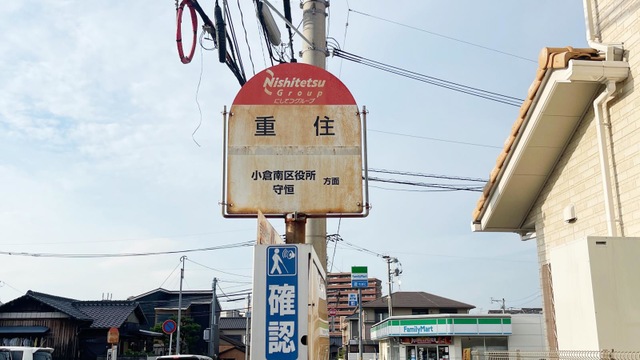 Nishitetsu
Group
にしてつグループ
重住
小倉南区役所
守恒
方面
確認
FamilyMart